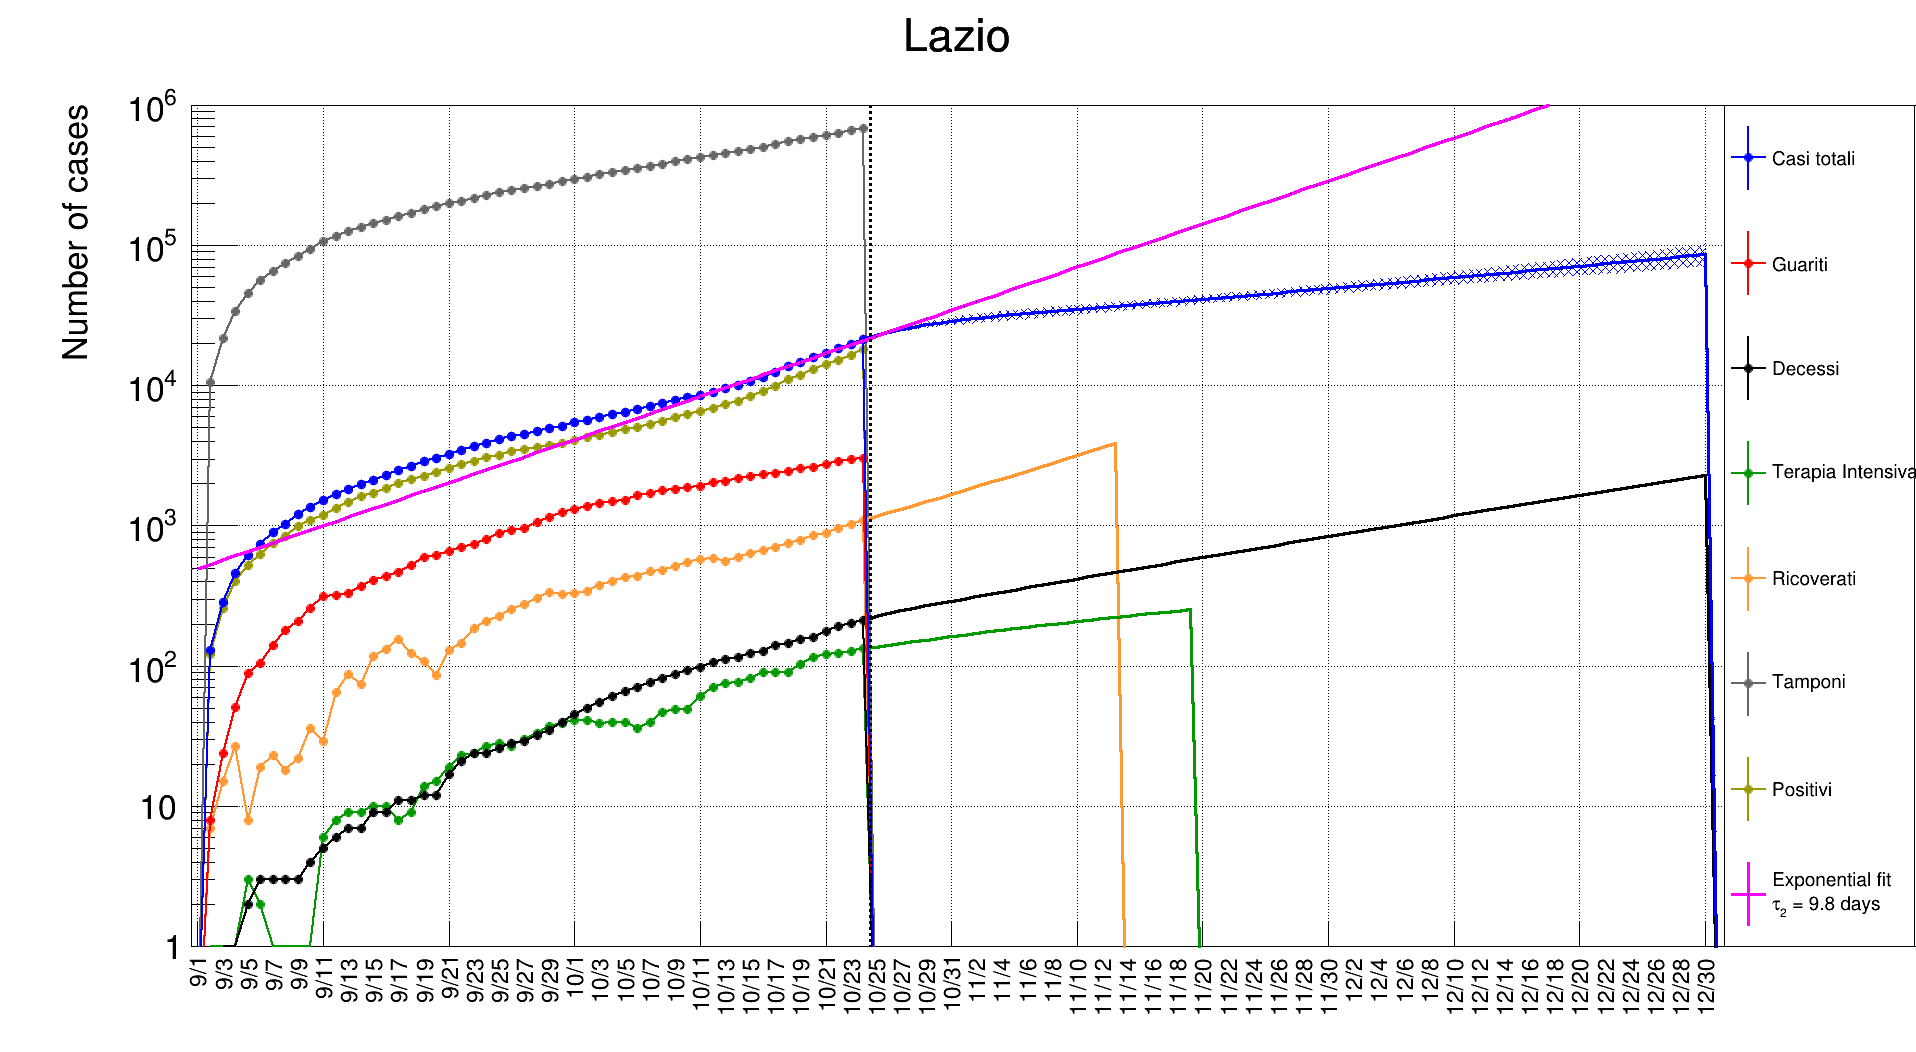 Lazio
Number of cases
10^6
10^5
10^4
10^3
10^2
10
1
9/1 9/3 9/5 9/7 9/9 9/11 9/13 9/15 9/17 9/19 9/21 9/23 9/25 9/27 9/29 10/1 10/3 10/5 10/7 10/9 10/11 10/13 10/15 10/17 10/19 10/21 10/23 10/25 10/27 10/29 10/31 11/2 11/4 11/6 11/8 11/10 11/12 11/14 11/16 11/18 11/20 11/22 11/24 11/26 11/28 11/30 12/2 12/4 12/6 12/8 12/10 12/12 12/14 12/16 12/18 12/20 12/22 12/24 12/26 12/28 12/30
Casi totali
Guariti
Decessi
Terapia Intensiva
Ricoverati
Tamponi
Positivi
Exponential fit
τ₂ = 9.8 days